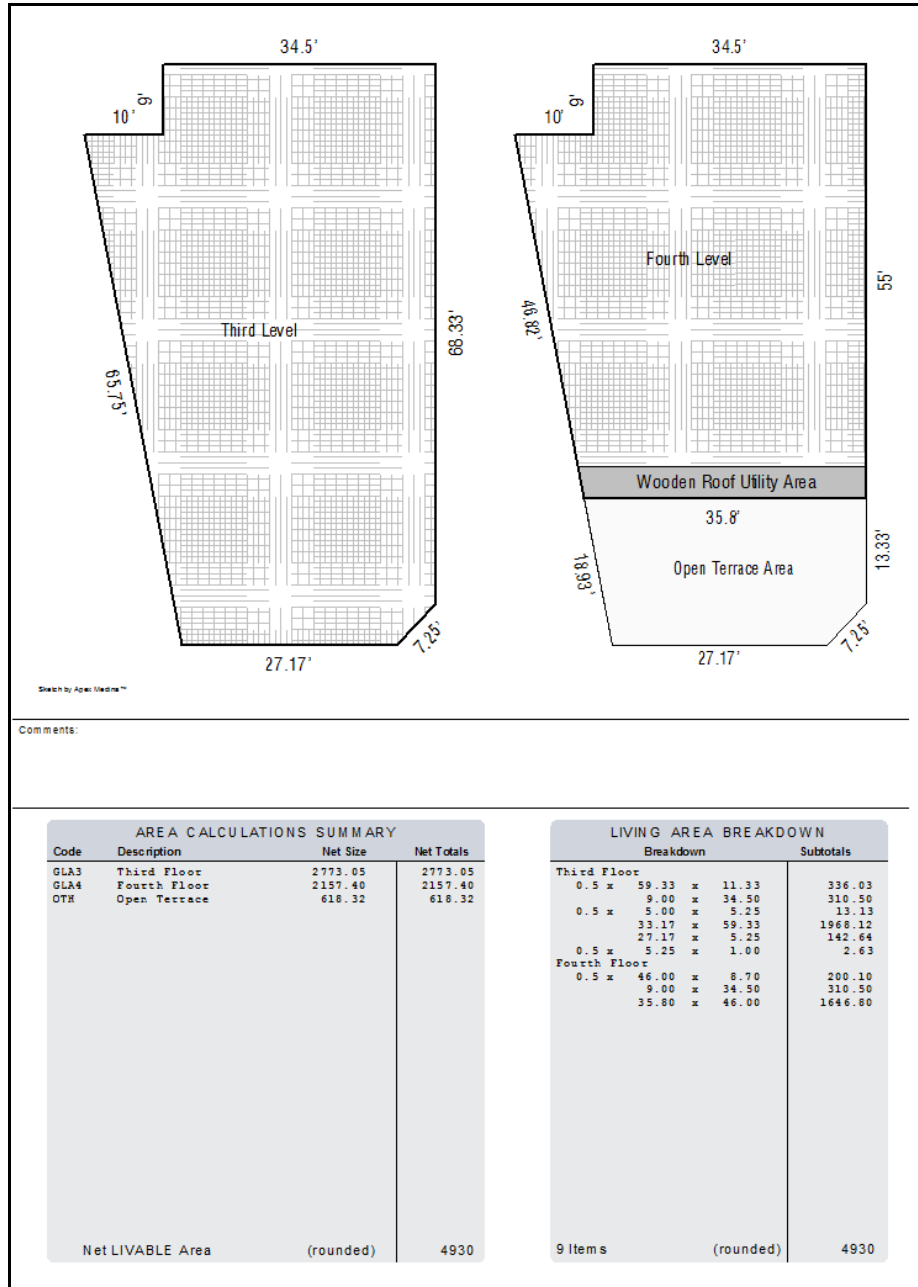 34.5'
9'
10'
Third Level
65.75'
68.33'
27.17'
7.25'
34.5'
9'
10'
Fourth Level
46.82'
55'
Wooden Roof Utility Area
35.8'
Open Terrace Area
18.93'
13.33'
27.17'
7.25'
Sketch by Apex Medina™
Comments:
AREA CALCULATIONS SUMMARY
Code Description Net Size Net Totals
GLA3 Third Floor 2773.05 2773.05
GLA4 Fourth Floor 2157.40 2157.40
OTH Open Terrace 618.32 618.32
Net LIVABLE Area (rounded) 4930
LIVING AREA BREAKDOWN
Breakdown Subtotals
Third Floor
0.5 x 59.33 x 11.33 336.03
9.00 x 34.50 310.50
0.5 x 5.00 x 5.25 13.13
33.17 x 59.33 1968.12
27.17 x 5.25 142.64
0.5 x 5.25 x 1.00 2.63
Fourth Floor
0.5 x 46.00 x 8.70 200.10
9.00 x 34.50 310.50
35.80 x 46.00 1646.80
9 Items (rounded) 4930